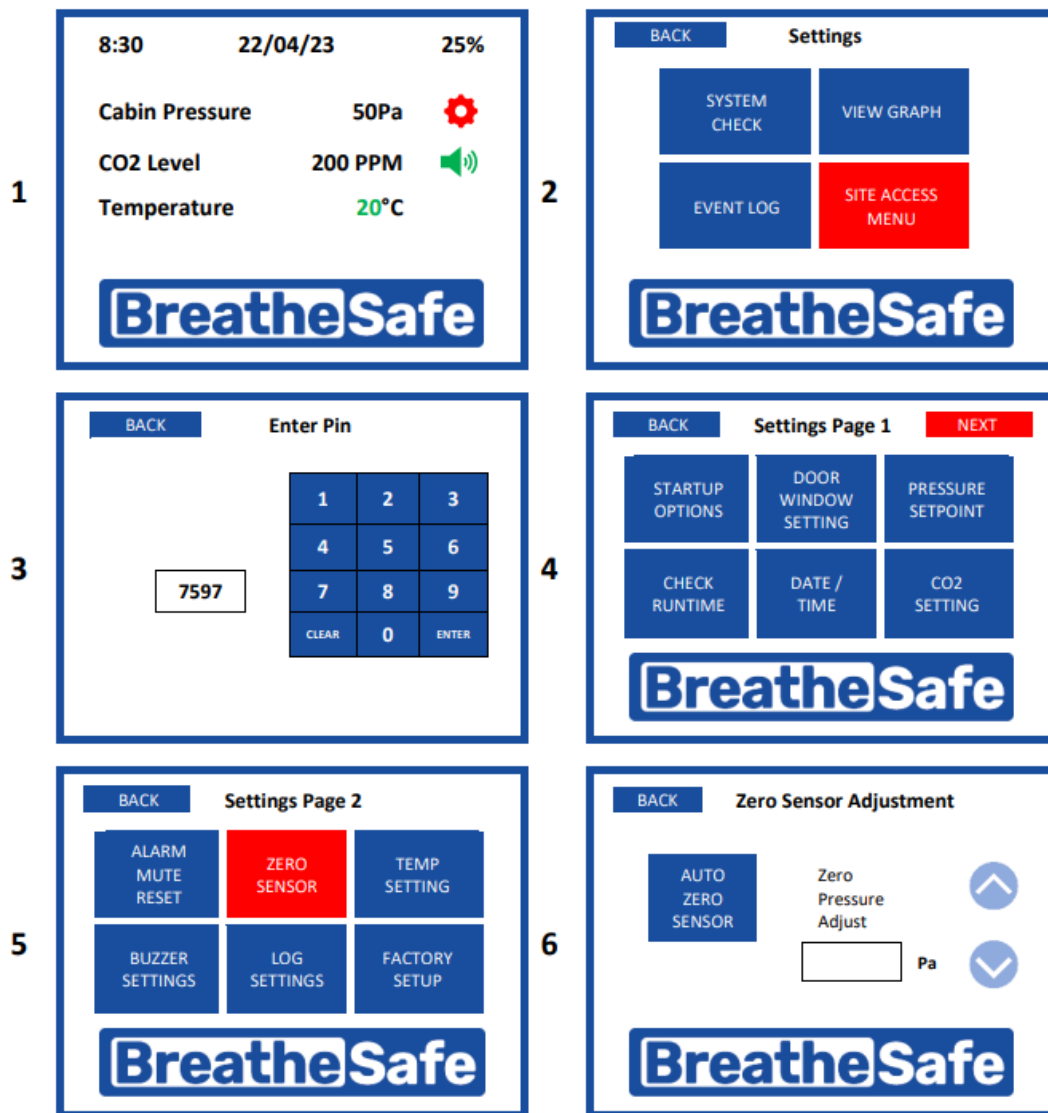 1
8:30 22/04/23 25%
Cabin Pressure 50Pa
CO2 Level 200 PPM
Temperature 20°C
BreatheSafe
2
BACK Settings
SYSTEM
CHECK
VIEW GRAPH
EVENT LOG
SITE ACCESS
MENU
BreatheSafe
3
BACK Enter Pin
7597
1 2 3
4 5 6
7 8 9
CLEAR 0 ENTER
4
BACK Settings Page 1 NEXT
STARTUP
OPTIONS
DOOR
WINDOW
SETTING
PRESSURE
SETPOINT
CHECK
RUNTIME
DATE /
TIME
CO2
SETTING
BreatheSafe
5
BACK Settings Page 2
ALARM
MUTE
RESET
ZERO
SENSOR
TEMP
SETTING
BUZZER
SETTINGS
LOG
SETTINGS
FACTORY
SETUP
BreatheSafe
6
BACK Zero Sensor Adjustment
AUTO
ZERO
SENSOR
Zero
Pressure
Adjust
Pa
BreatheSafe